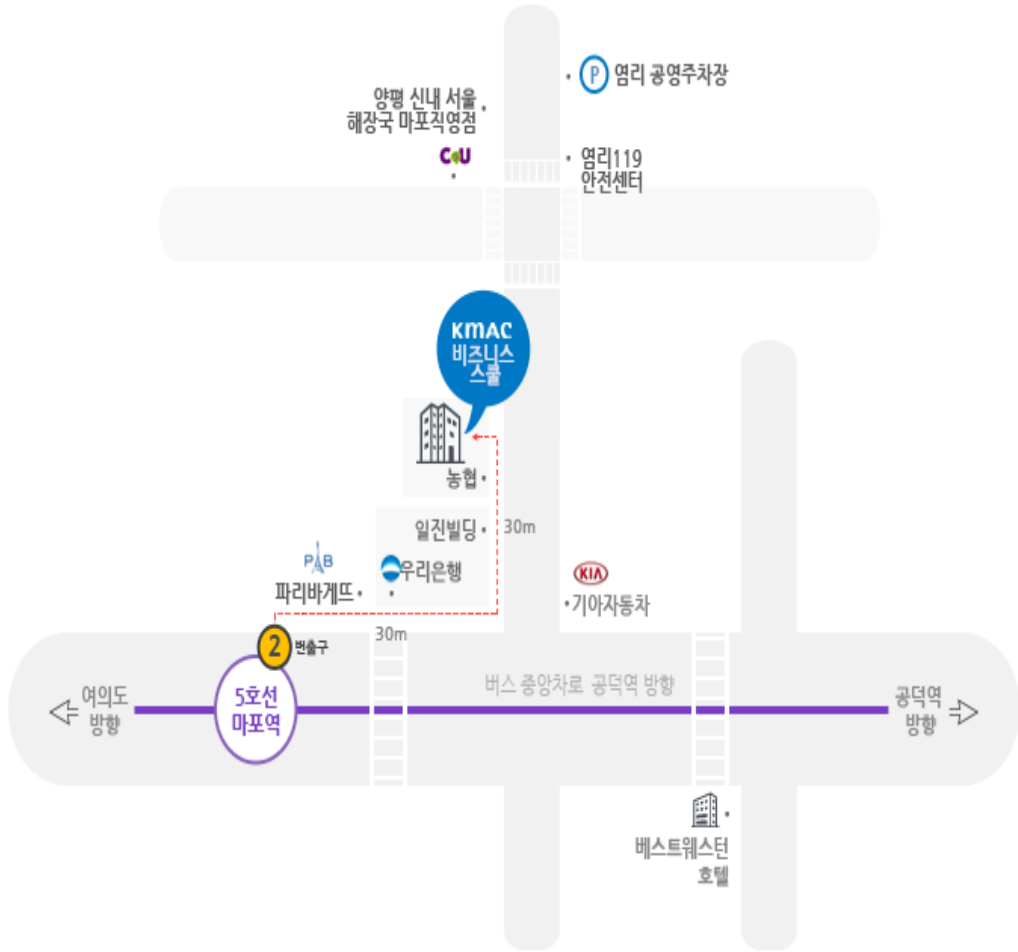 P 염리 공영주차장
양평 신내 서울
해장국 마포직영점
CU
염리119
안전센터
KMAC
비즈니스
스쿨
농협
일진빌딩
30m
PAB
파리바게뜨
우리은행
KIA
기아자동차
2 번출구
30m
5호선
마포역
여의도
방향
버스 중앙차로 공덕역 방향
공덕역
방향
베스트웨스턴
호텔